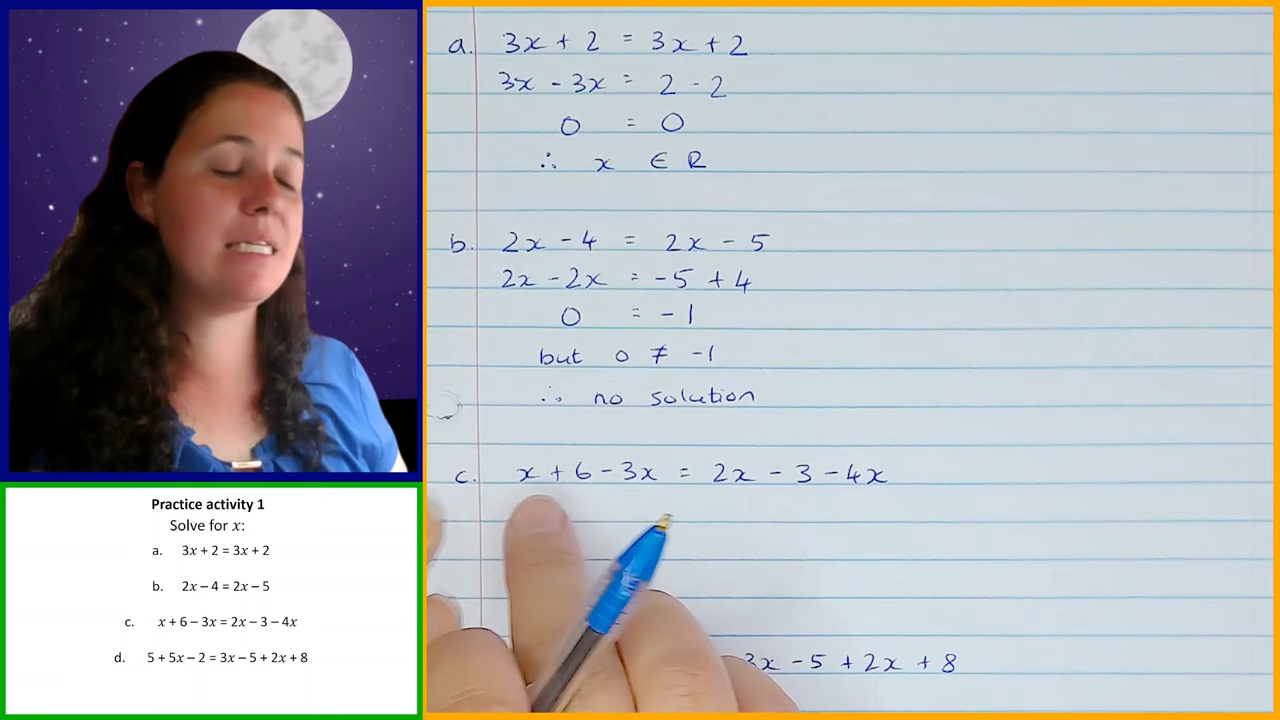 a. 3x + 2 = 3x + 2
3x - 3x = 2 - 2
0 = 0
∴ x ∈ R
b. 2x - 4 = 2x - 5
2x - 2x = -5 + 4
0 = -1
but 0 ≠ -1
∴ no solution
c. x + 6 - 3x = 2x - 3 - 4x
3x - 5 + 2x + 8
Practice activity 1
Solve for x:
a. 3x + 2 = 3x + 2
b. 2x – 4 = 2x – 5
c. x + 6 – 3x = 2x – 3 – 4x
d. 5 + 5x – 2 = 3x – 5 + 2x + 8